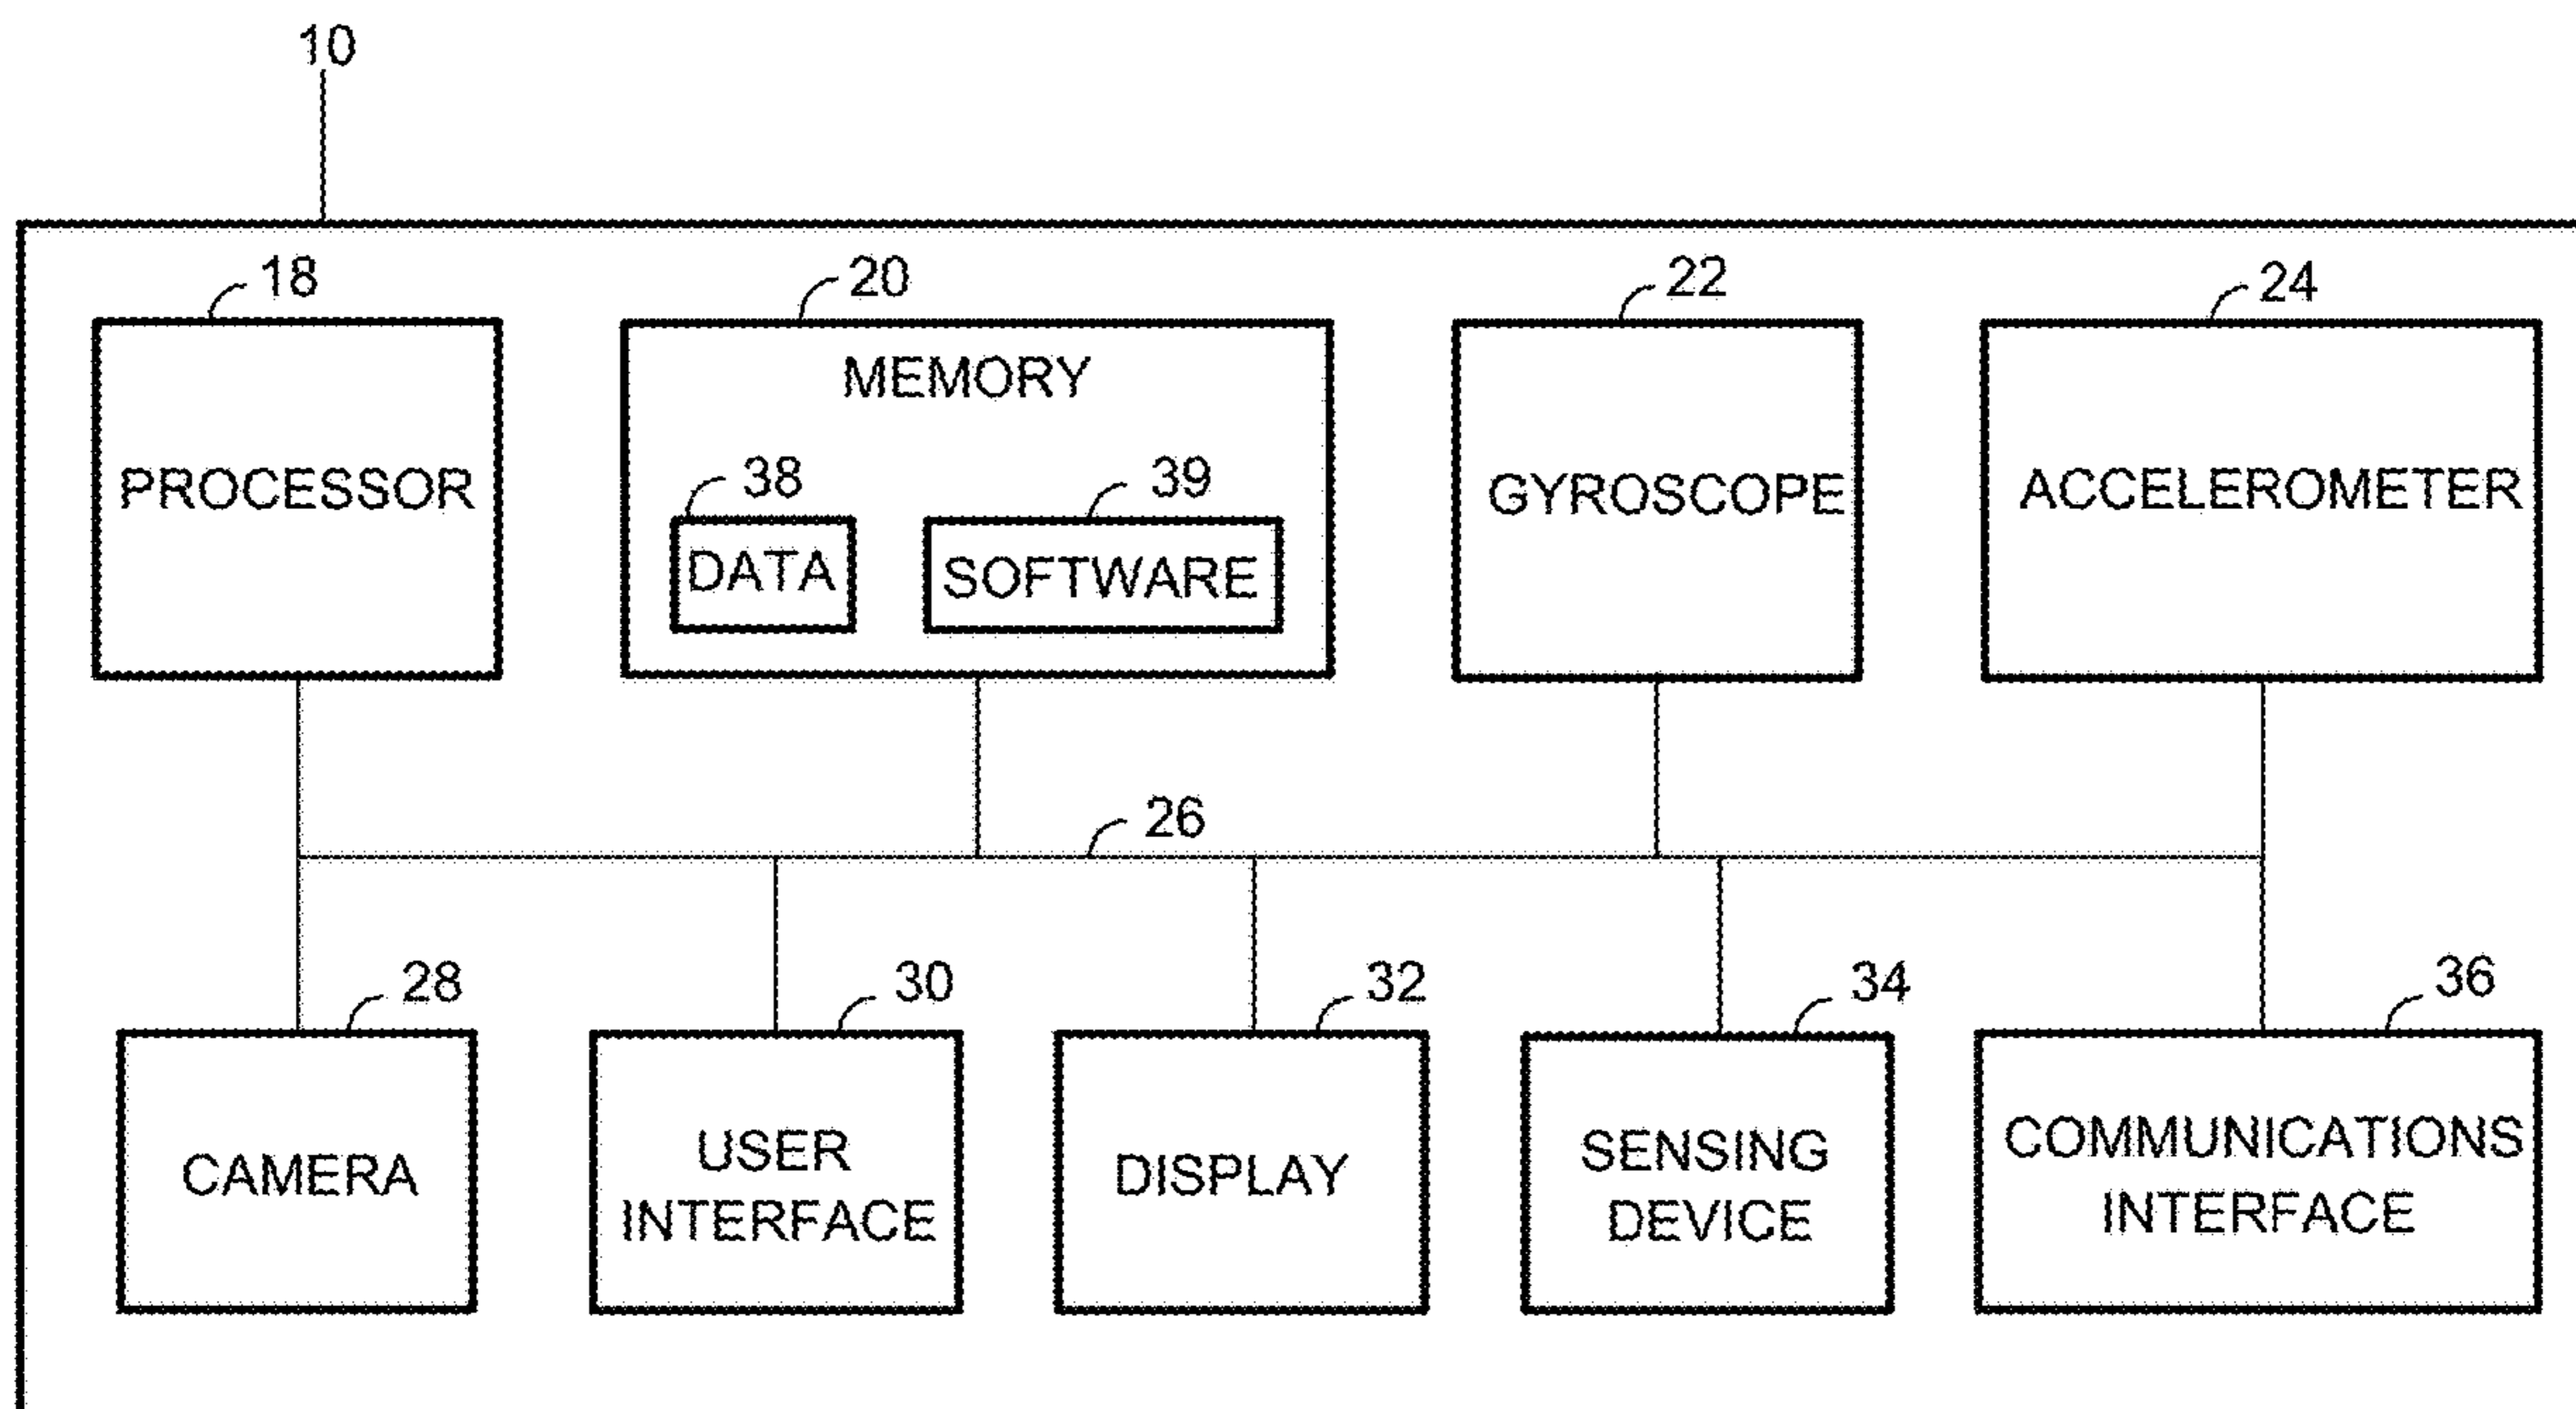 10
18
20
22
24
MEMORY
PROCESSOR
38
39
GYROSCOPE
ACCELEROMETER
DATA
SOFTWARE
26
28
30
32
34
36
CAMERA
USER
INTERFACE
DISPLAY
SENSING
DEVICE
COMMUNICATIONS
INTERFACE